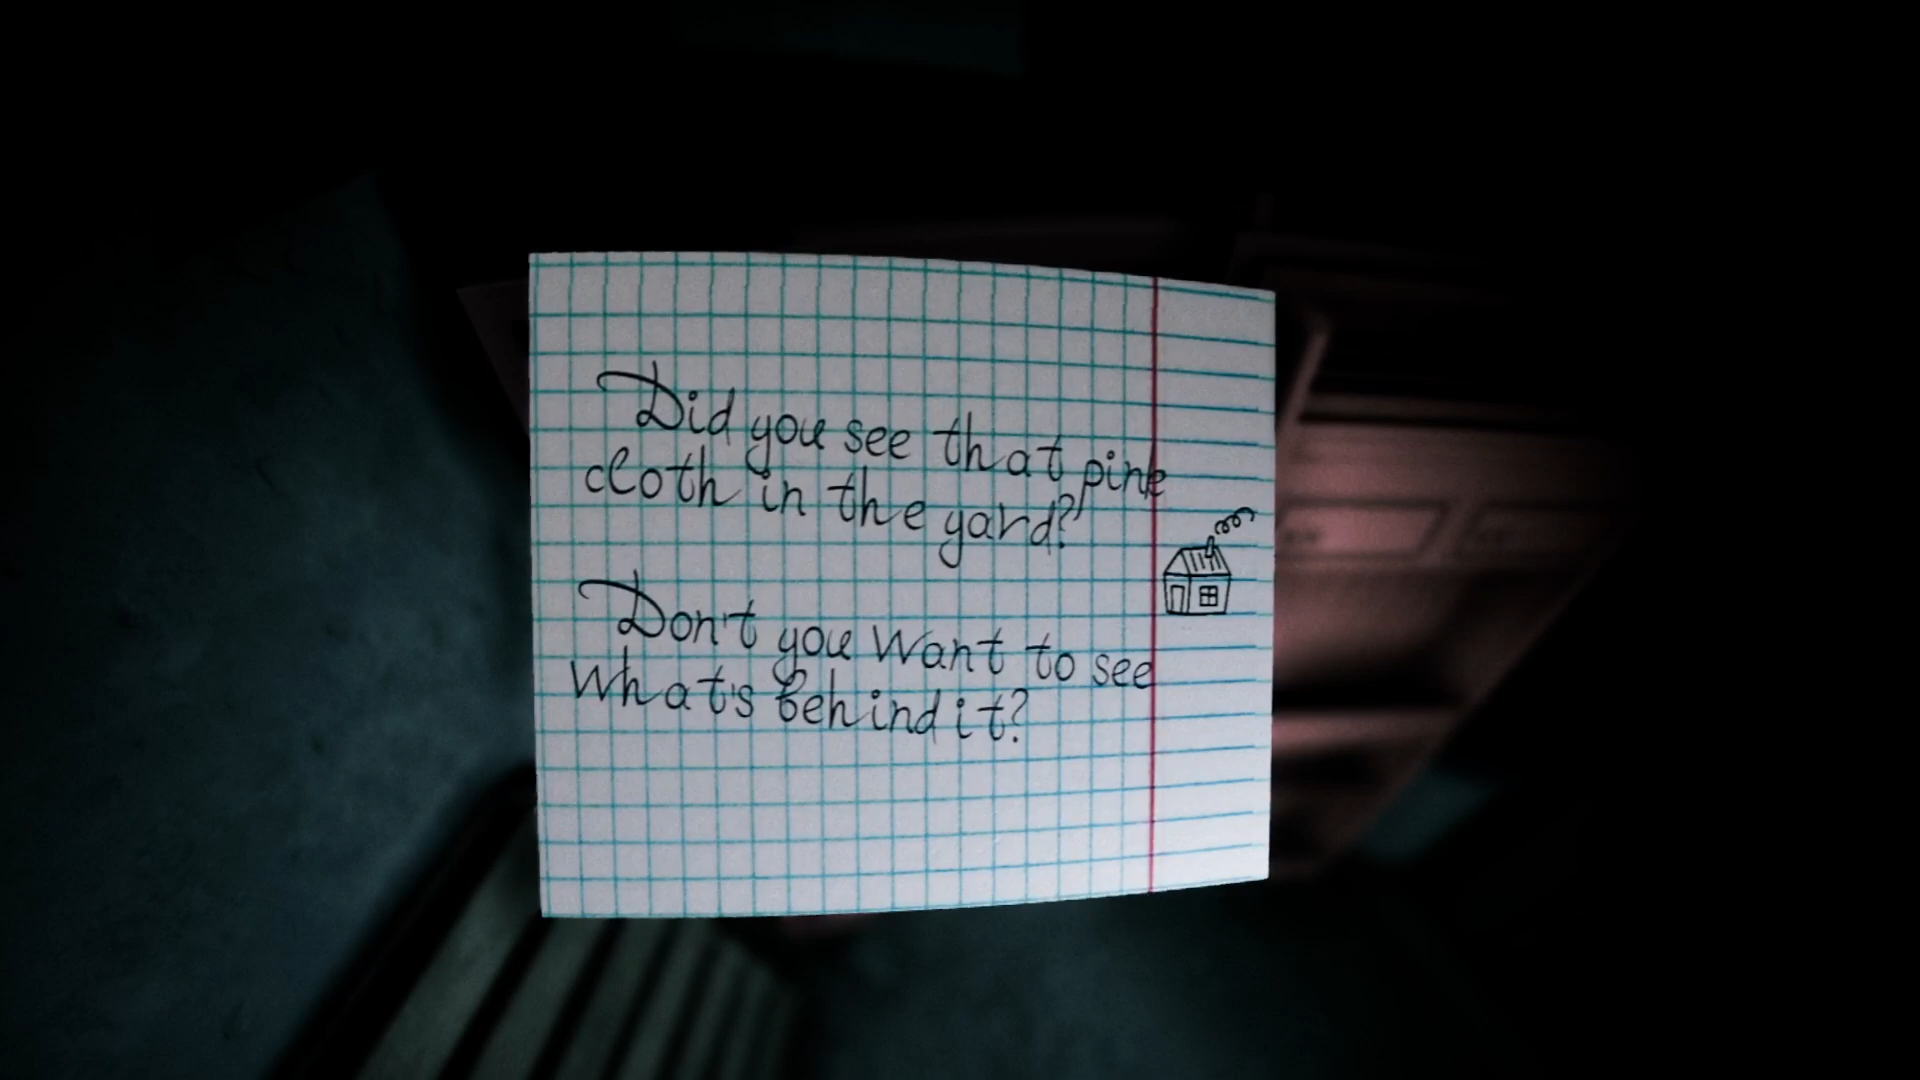 Did you see that pink
cloth in the yard?
Don't you want to see
what's behind it?